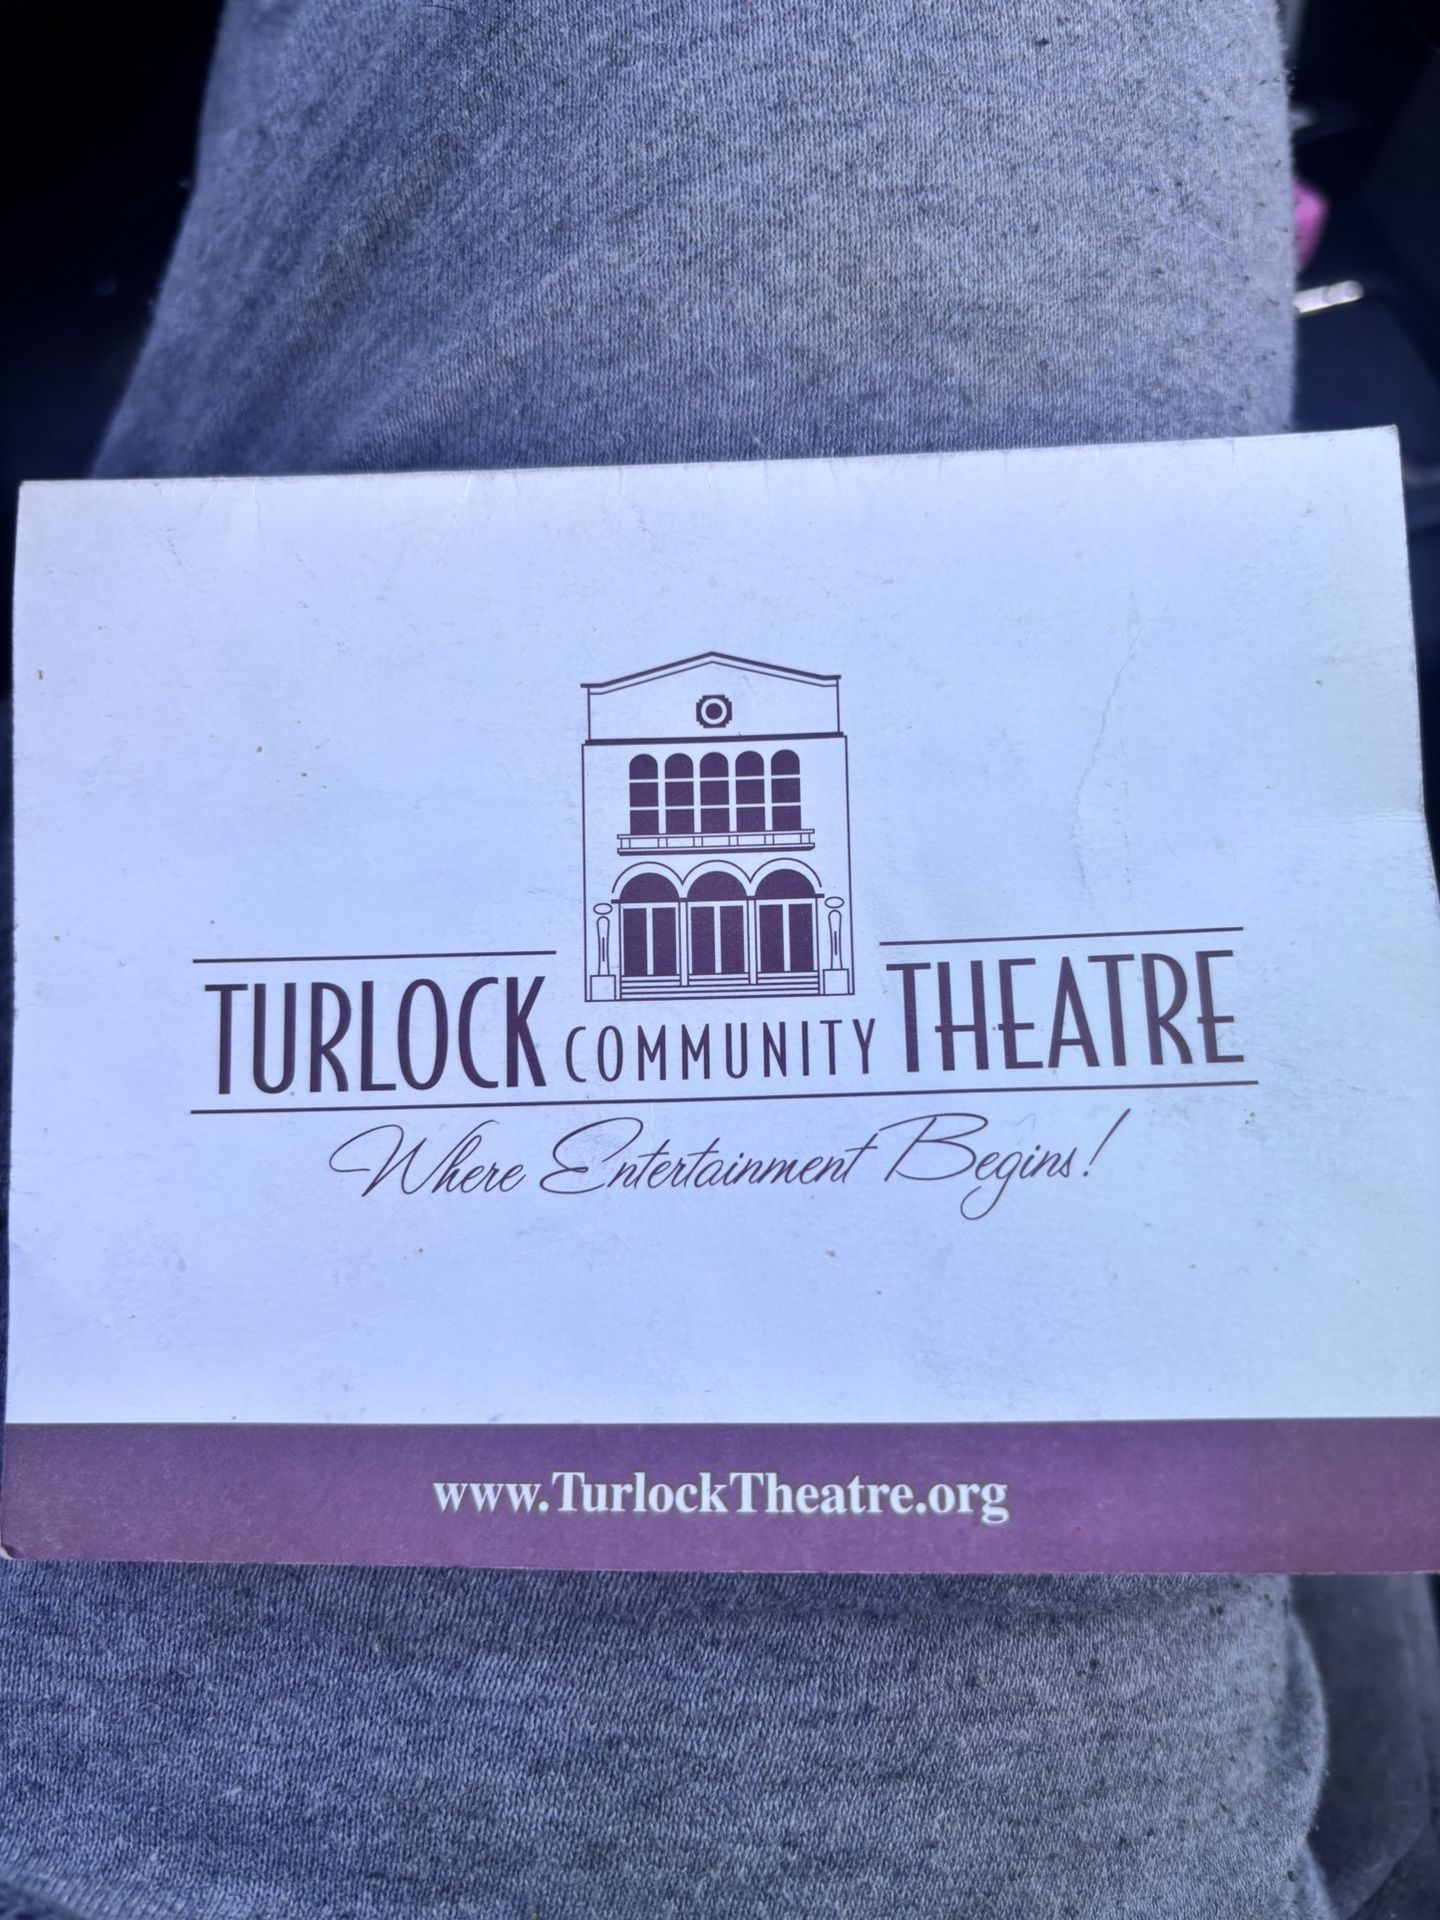 TURLOCK COMMUNITY THEATRE
Where Entertainment Begins!
www.TurlockTheatre.org